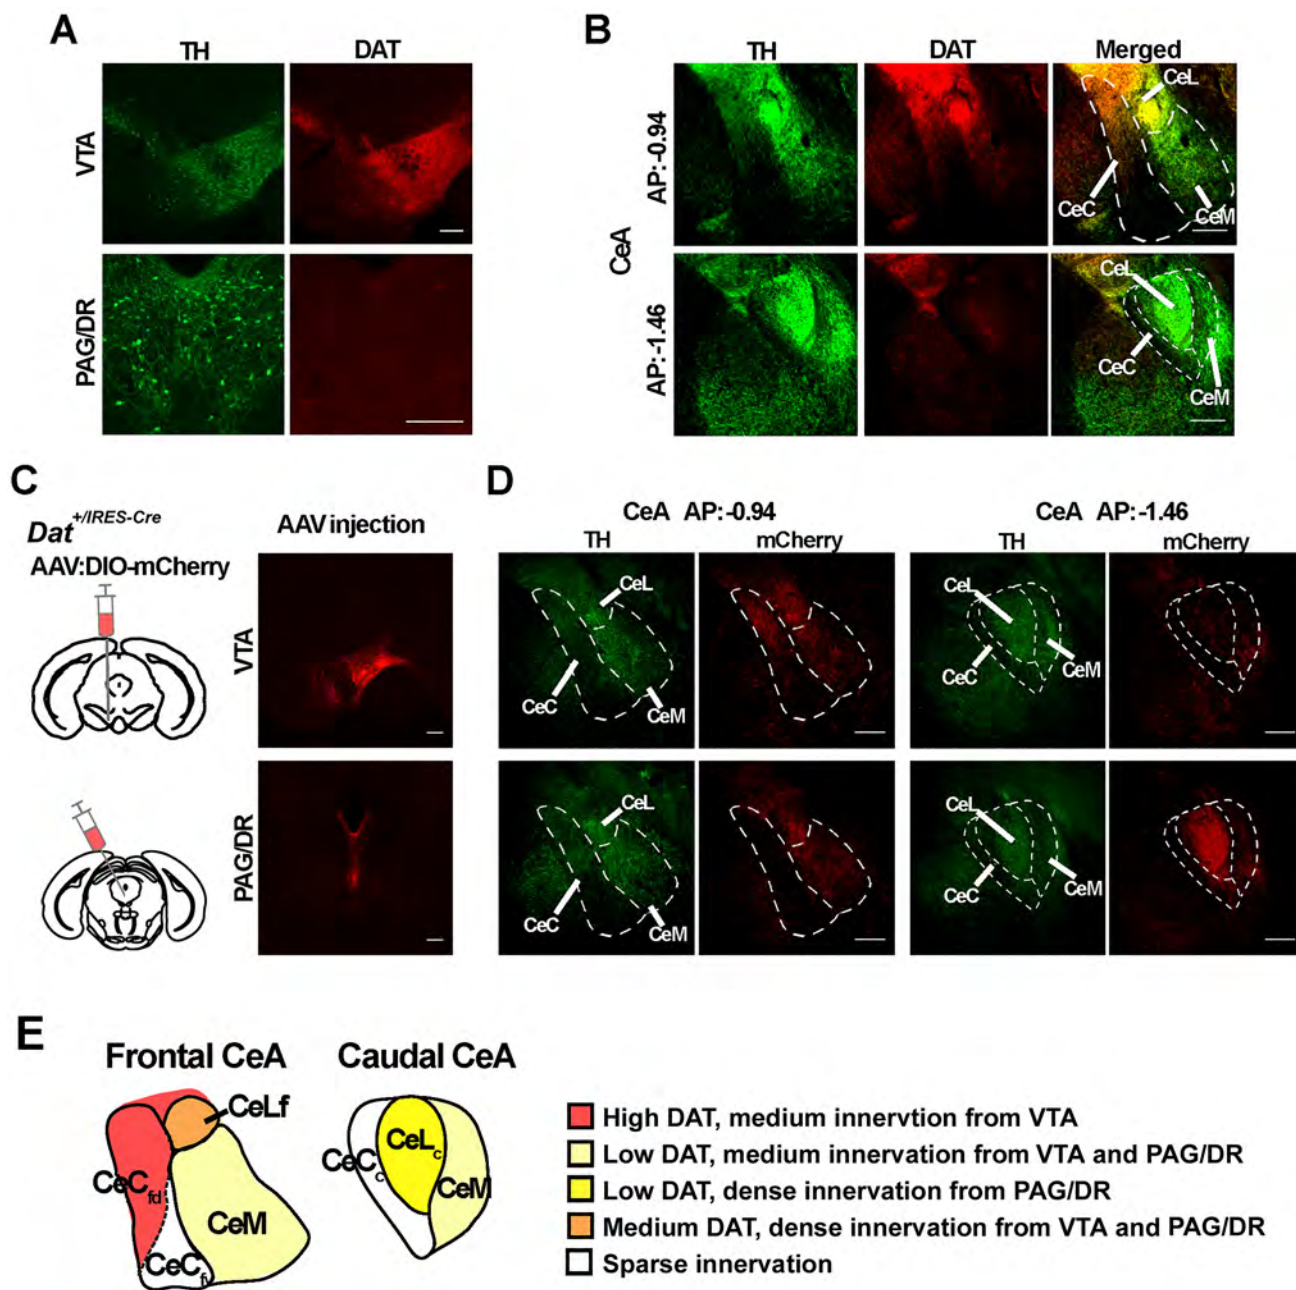 A
TH
DAT
VTA
PAG/DR
B
TH
DAT
Merged
CeA
AP:-0.94
CeL
CeC
CeM
AP:-1.46
CeL
CeC
CeM
C
Dat+/IRES-Cre
AAV:DIO-mCherry
AAV injection
VTA
PAG/DR
D
CeA AP:-0.94
CeA AP:-1.46
TH
mCherry
TH
mCherry
CeL
CeC
CeM
CeL
CeC
CeM
CeL
CeC
CeM
CeL
CeC
CeM
E
Frontal CeA
Caudal CeA
CeLf
CeCfd
CeM
CeCfv
CeLc
CeCc
CeM
High DAT, medium innervtion from VTA
Low DAT, medium innervation from VTA and PAG/DR
Low DAT, dense innervation from PAG/DR
Medium DAT, dense innervation from VTA and PAG/DR
Sparse innervation